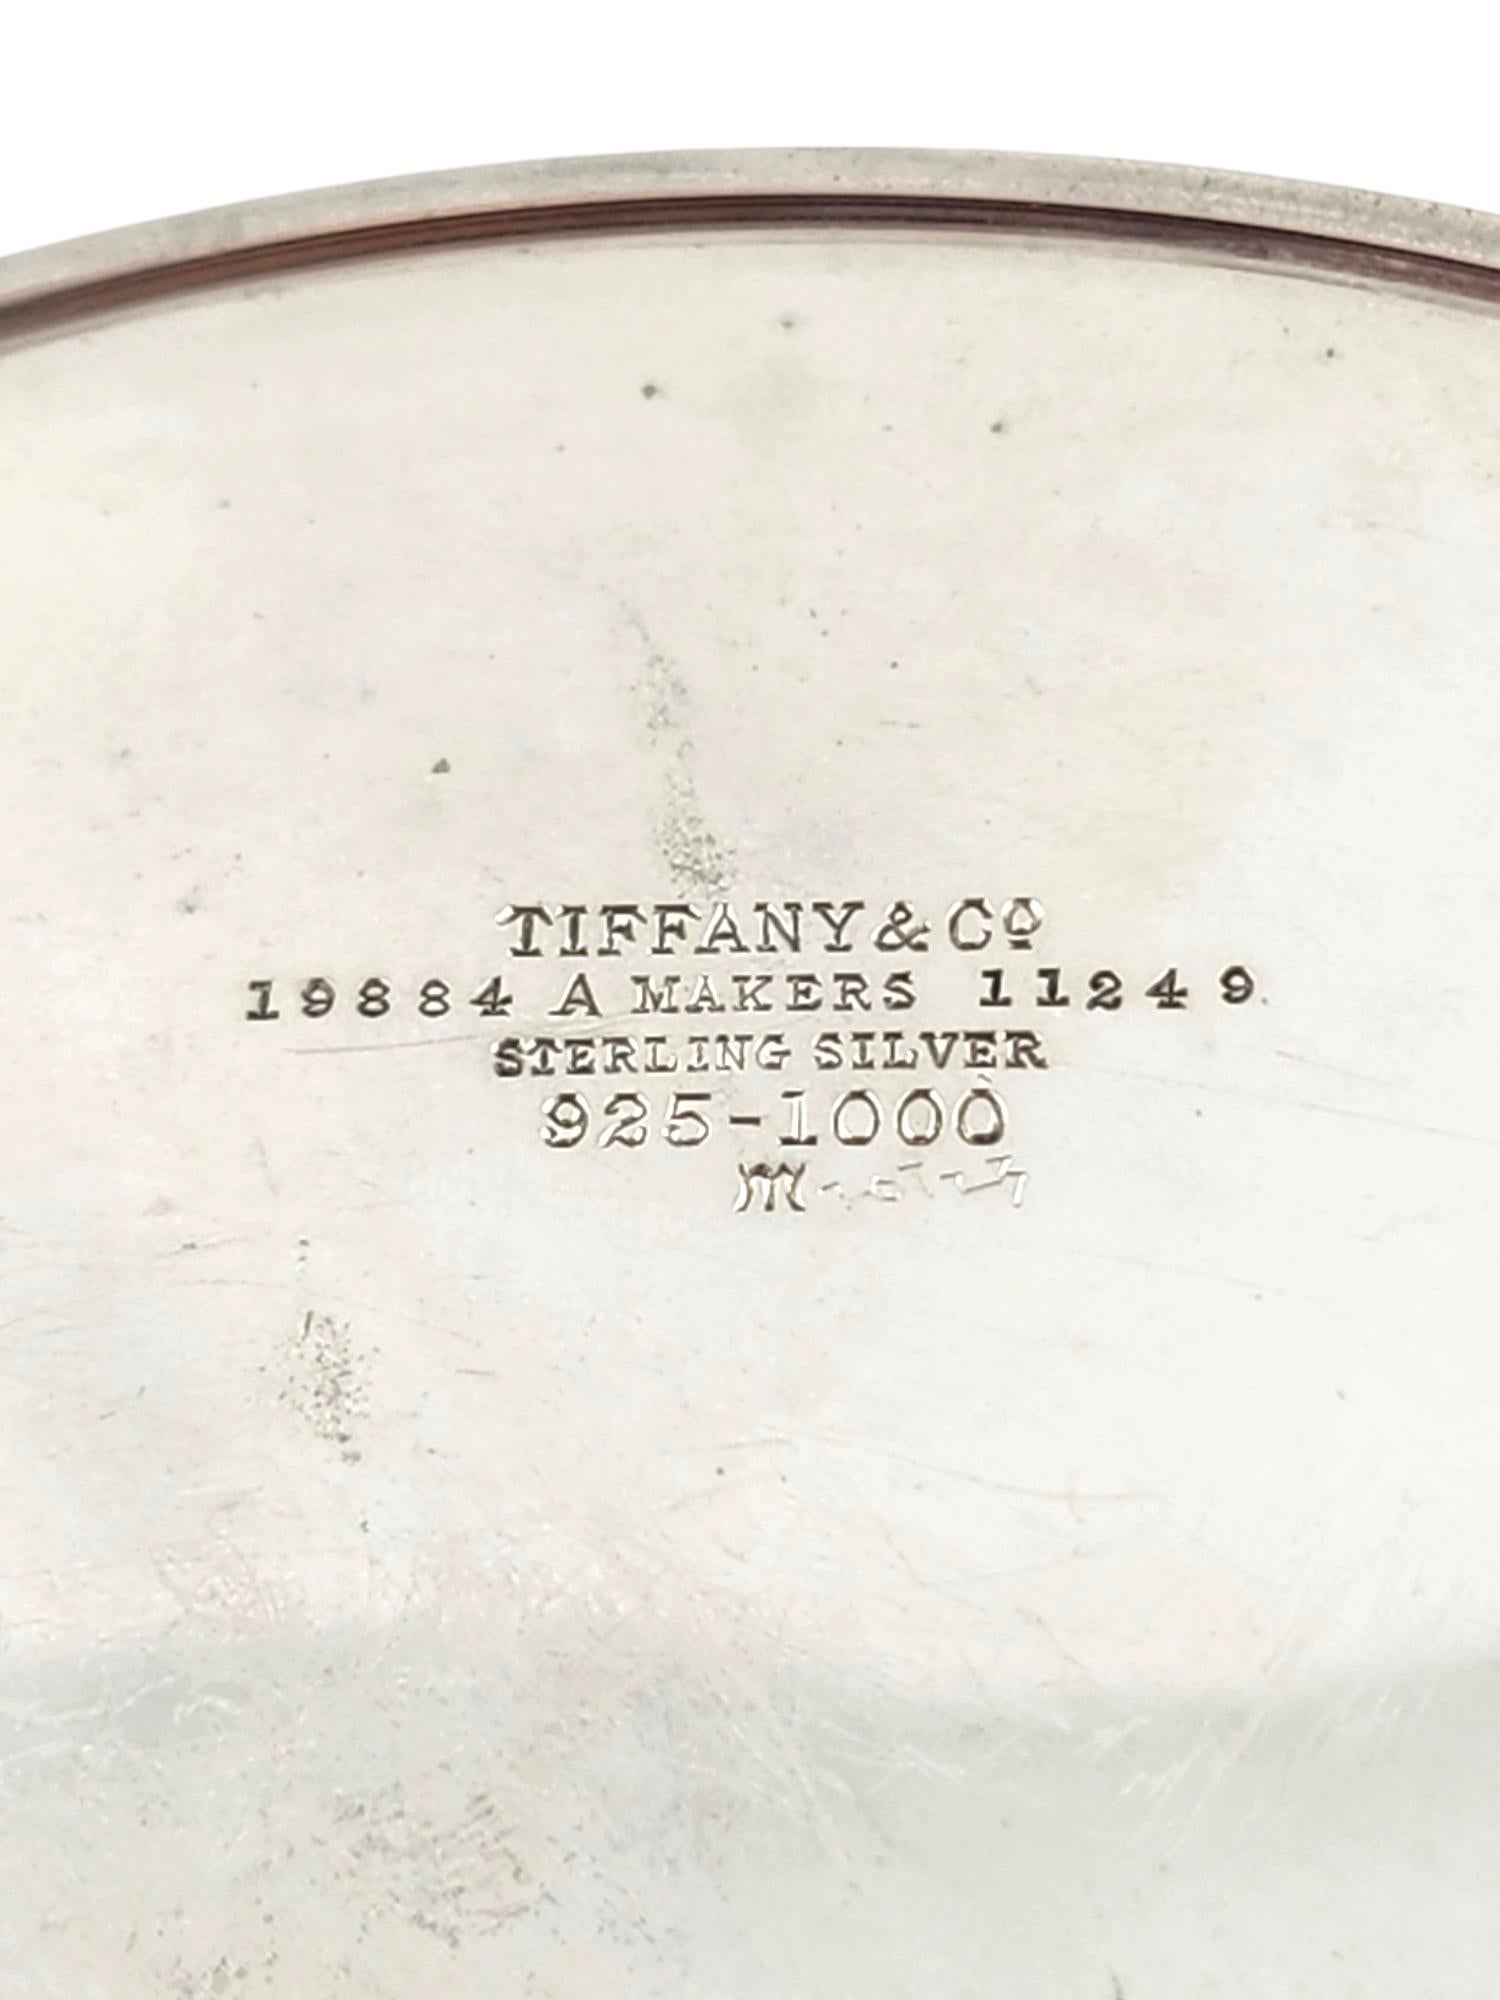 TIFFANY & Cº
19884 A MAKERS 11249
STERLING SILVER
925-1000
M